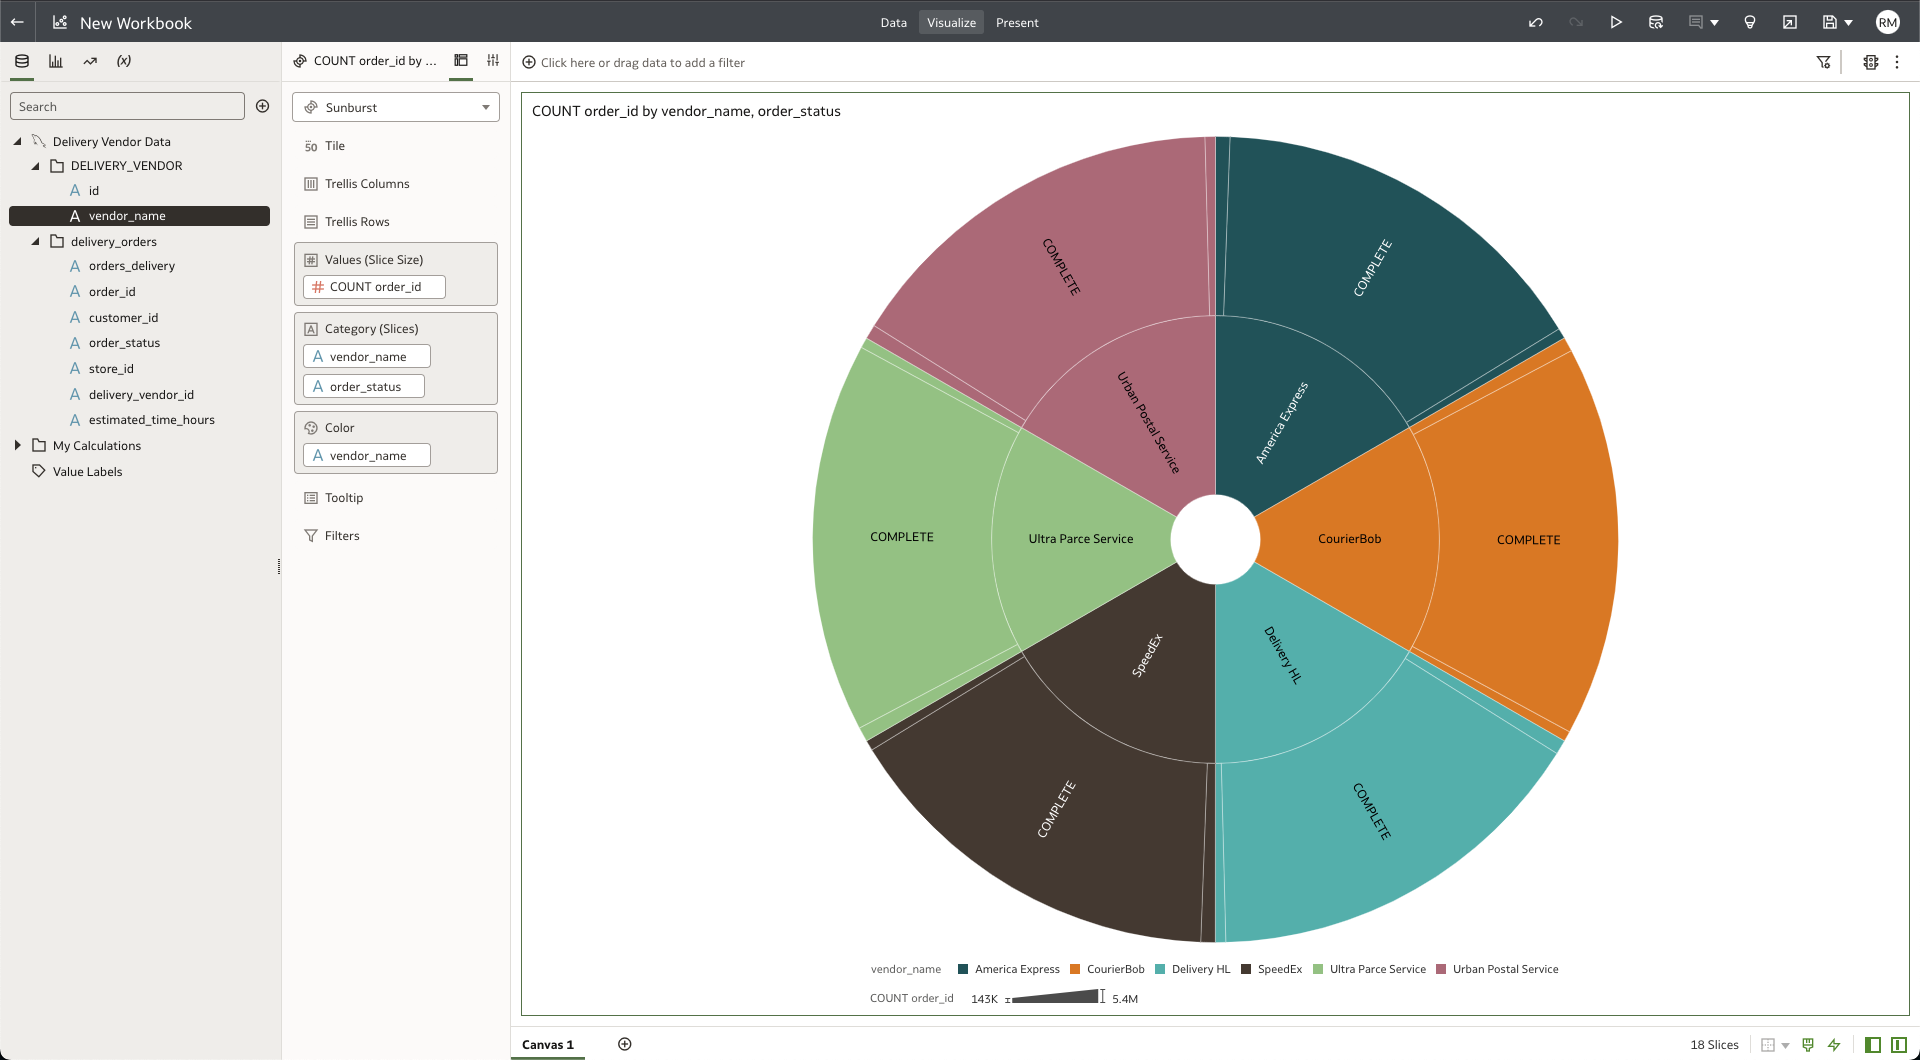 New Workbook
Data
Visualize
Present
RM
(x)
COUNT order_id by ...
Click here or drag data to add a filter
Search
Delivery Vendor Data
DELIVERY_VENDOR
A id
A vendor_name
delivery_orders
A orders_delivery
A order_id
A customer_id
A order_status
A store_id
A delivery_vendor_id
A estimated_time_hours
My Calculations
Value Labels
Sunburst
50 Tile
Trellis Columns
Trellis Rows
# Values (Slice Size)
# COUNT order_id
A Category (Slices)
A vendor_name
A order_status
Color
A vendor_name
Tooltip
Filters
COUNT order_id by vendor_name, order_status
COMPLETE
COMPLETE
Urban Postal Service
America Express
COMPLETE
Ultra Parce Service
CourierBob
COMPLETE
SpeedEx
Delivery HL
COMPLETE
COMPLETE
vendor_name America Express CourierBob Delivery HL SpeedEx Ultra Parce Service Urban Postal Service
COUNT order_id 143K 5.4M
Canvas 1
18 Slices